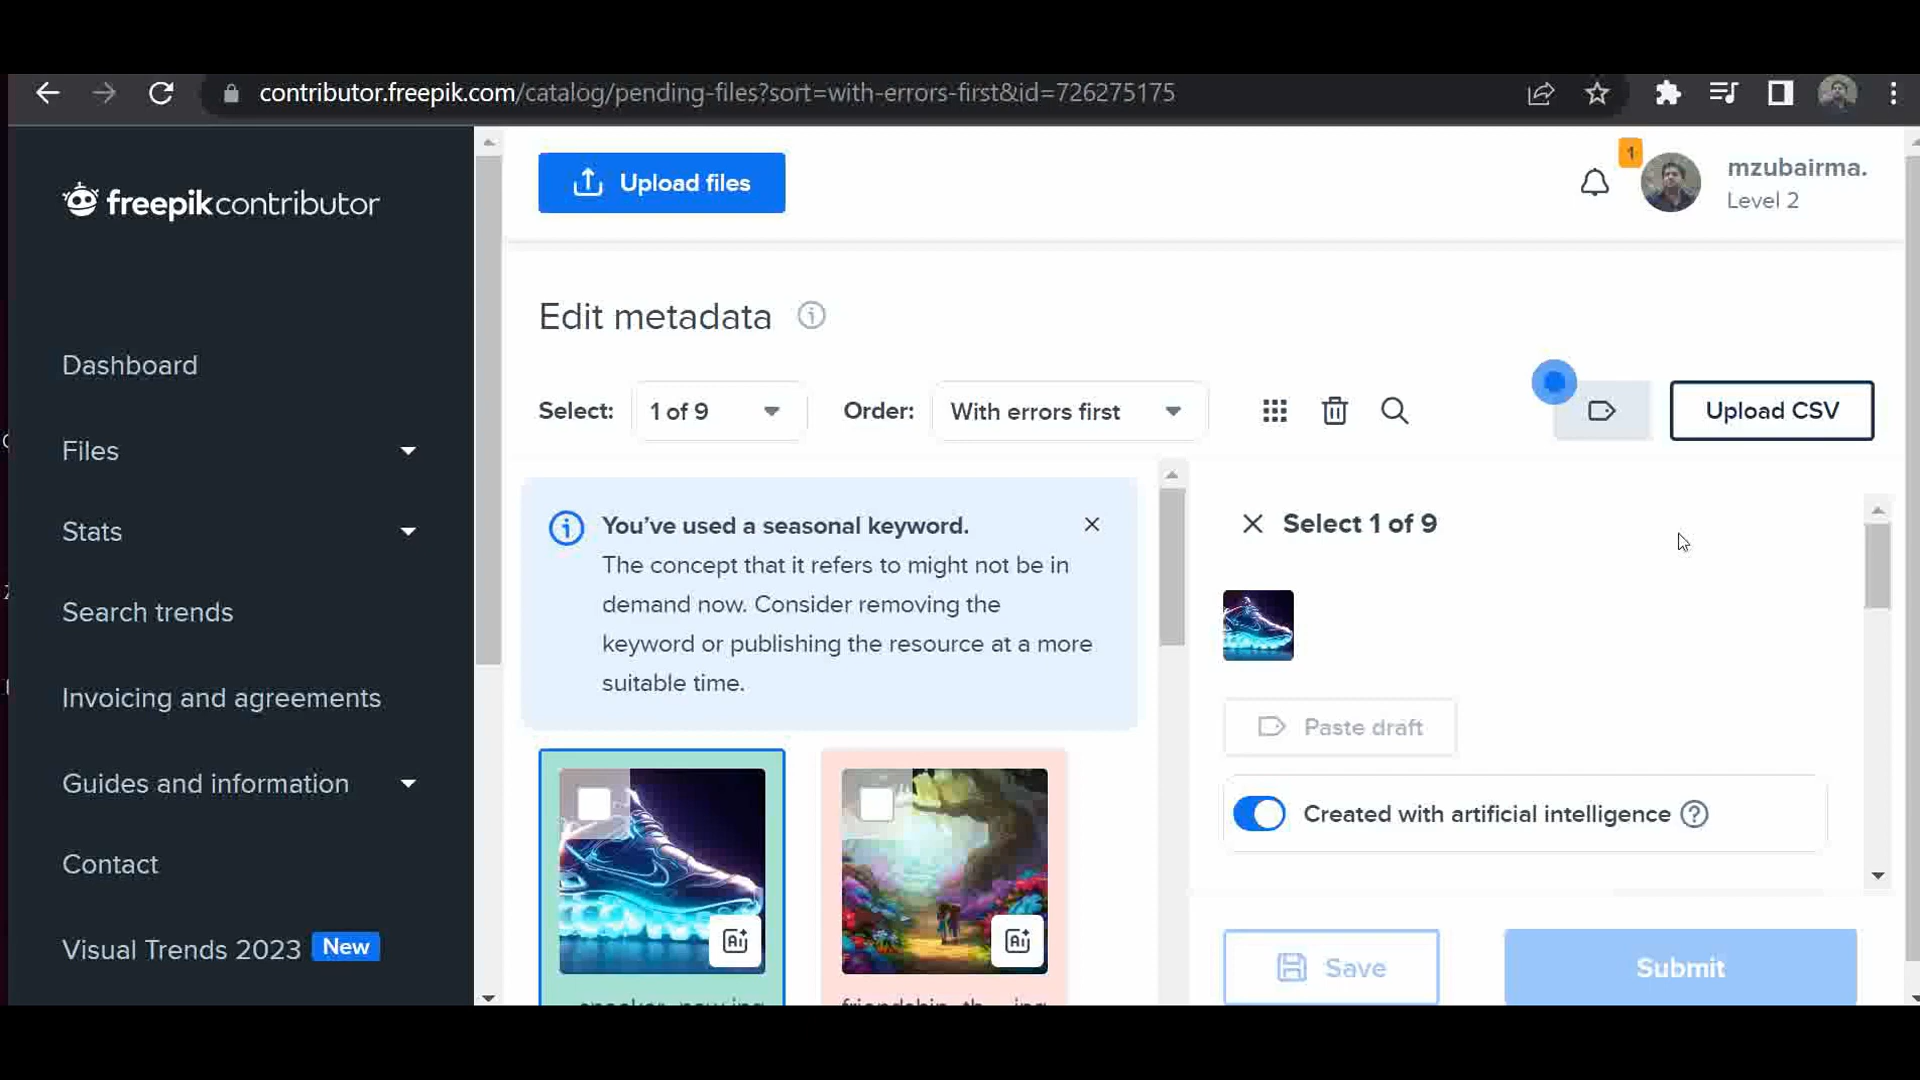 contributor.freepik.com/catalog/pending-files?sort=with-errors-first&id=726275175
freepikcontributor
Upload files
1
mzubairma.
Level 2
Dashboard
Files
Stats
Search trends
Invoicing and agreements
Guides and information
Contact
Visual Trends 2023 New
Edit metadata
Select: 1 of 9 Order: With errors first
Upload CSV
You've used a seasonal keyword.
The concept that it refers to might not be in
demand now. Consider removing the
keyword or publishing the resource at a more
suitable time.
Ai
Ai
Select 1 of 9
Paste draft
Created with artificial intelligence
Save
Submit